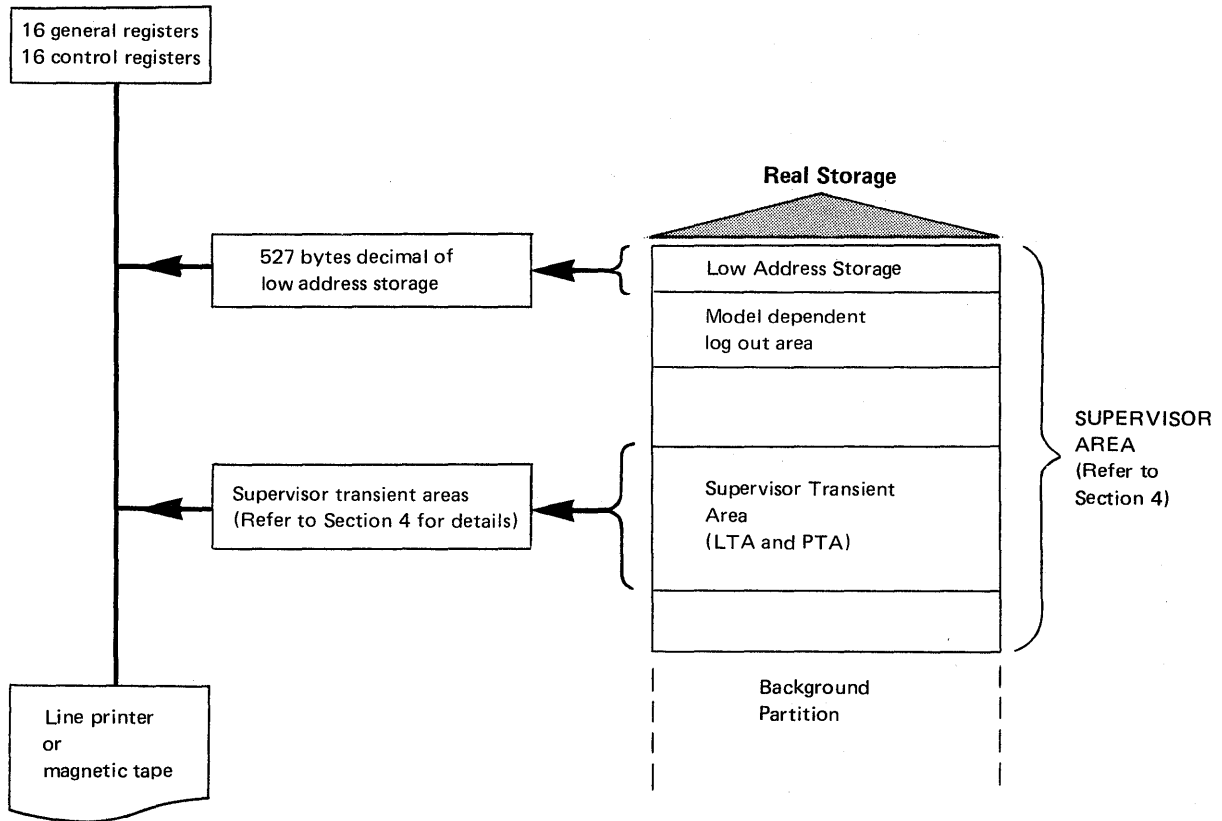 16 general registers
16 control registers
Real Storage
527 bytes decimal of
low address storage
Low Address Storage
Model dependent
log out area
Supervisor transient areas
(Refer to Section 4 for details)
Supervisor Transient
Area
(LTA and PTA)
SUPERVISOR
AREA
(Refer to
Section 4)
Line printer
or
magnetic tape
Background
Partition